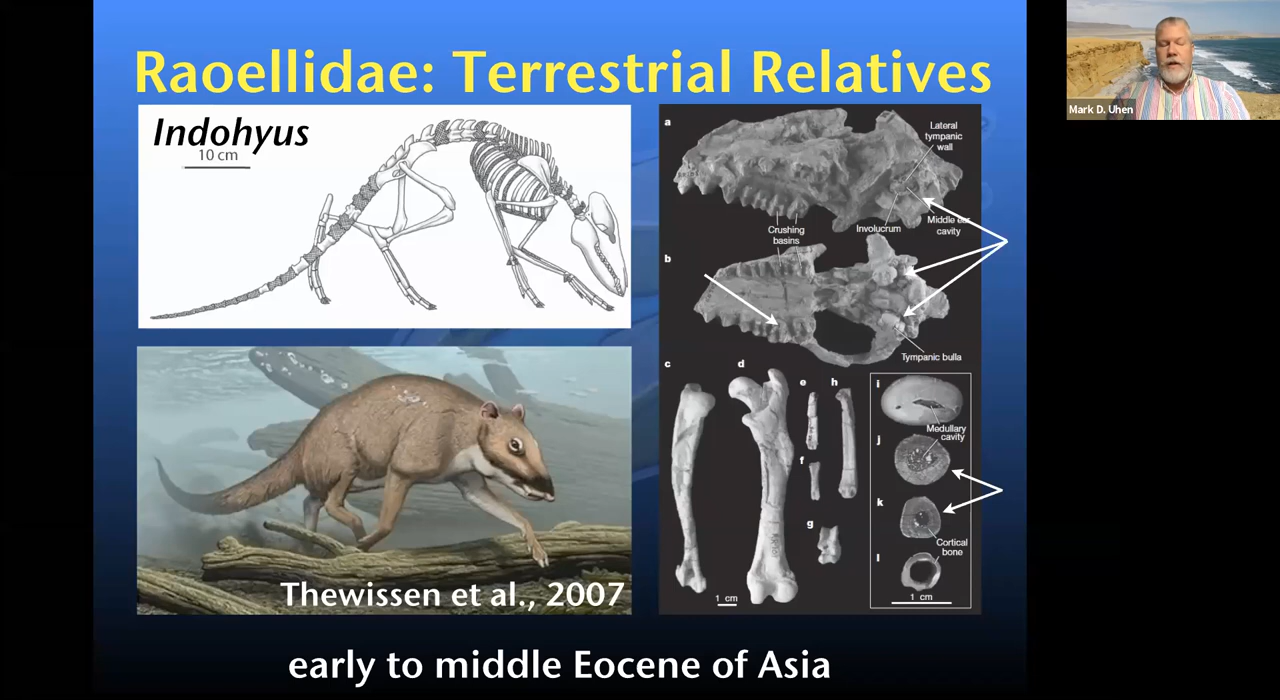 Raoellidae: Terrestrial Relatives
Indohyus
10 cm
Thewissen et al., 2007
early to middle Eocene of Asia
a
Lateral
tympanic
wall
Crushing
basins
Involucrum
Middle ear
cavity
b
Tympanic bulla
c
d
e
h
f
g
1 cm
i
Medullary
cavity
j
k
Cortical
bone
l
1 cm
Mark D. Uhen